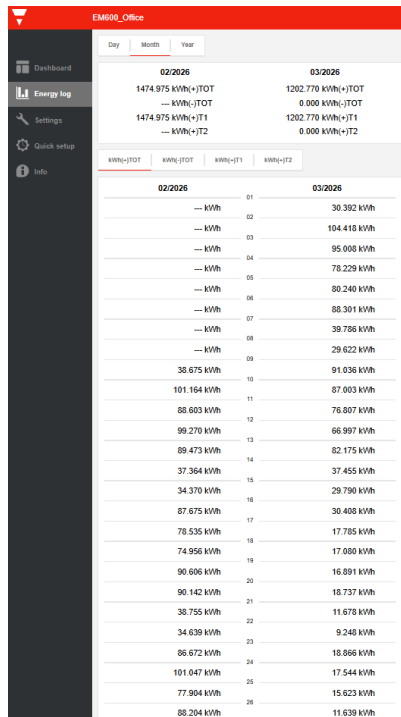 EM600_Office
Day Month Year
Dashboard
Energy log
Settings
Quick setup
Info
02/2026 03/2026
1474.975 kWh(+)TOT 1202.770 kWh(+)TOT
--- kWh(-)TOT 0.000 kWh(-)TOT
1474.975 kWh(+)T1 1202.770 kWh(+)T1
--- kWh(+)T2 0.000 kWh(+)T2
kWh(+)TOT kWh(-)TOT kWh(+)T1 kWh(+)T2
02/2026 03/2026
01
--- kWh 30.392 kWh
02
--- kWh 104.418 kWh
03
--- kWh 95.008 kWh
04
--- kWh 78.229 kWh
05
--- kWh 80.240 kWh
06
--- kWh 88.301 kWh
07
--- kWh 39.786 kWh
08
--- kWh 29.622 kWh
09
38.675 kWh 91.036 kWh
10
101.164 kWh 87.003 kWh
11
88.603 kWh 76.807 kWh
12
99.270 kWh 66.997 kWh
13
89.473 kWh 82.175 kWh
14
37.364 kWh 37.455 kWh
15
34.370 kWh 29.790 kWh
16
87.675 kWh 30.408 kWh
17
78.535 kWh 17.785 kWh
18
74.956 kWh 17.080 kWh
19
90.606 kWh 16.891 kWh
20
90.142 kWh 18.737 kWh
21
38.755 kWh 11.678 kWh
22
34.639 kWh 9.248 kWh
23
86.672 kWh 18.866 kWh
24
101.047 kWh 17.544 kWh
25
77.904 kWh 15.623 kWh
26
88.204 kWh 11.639 kWh